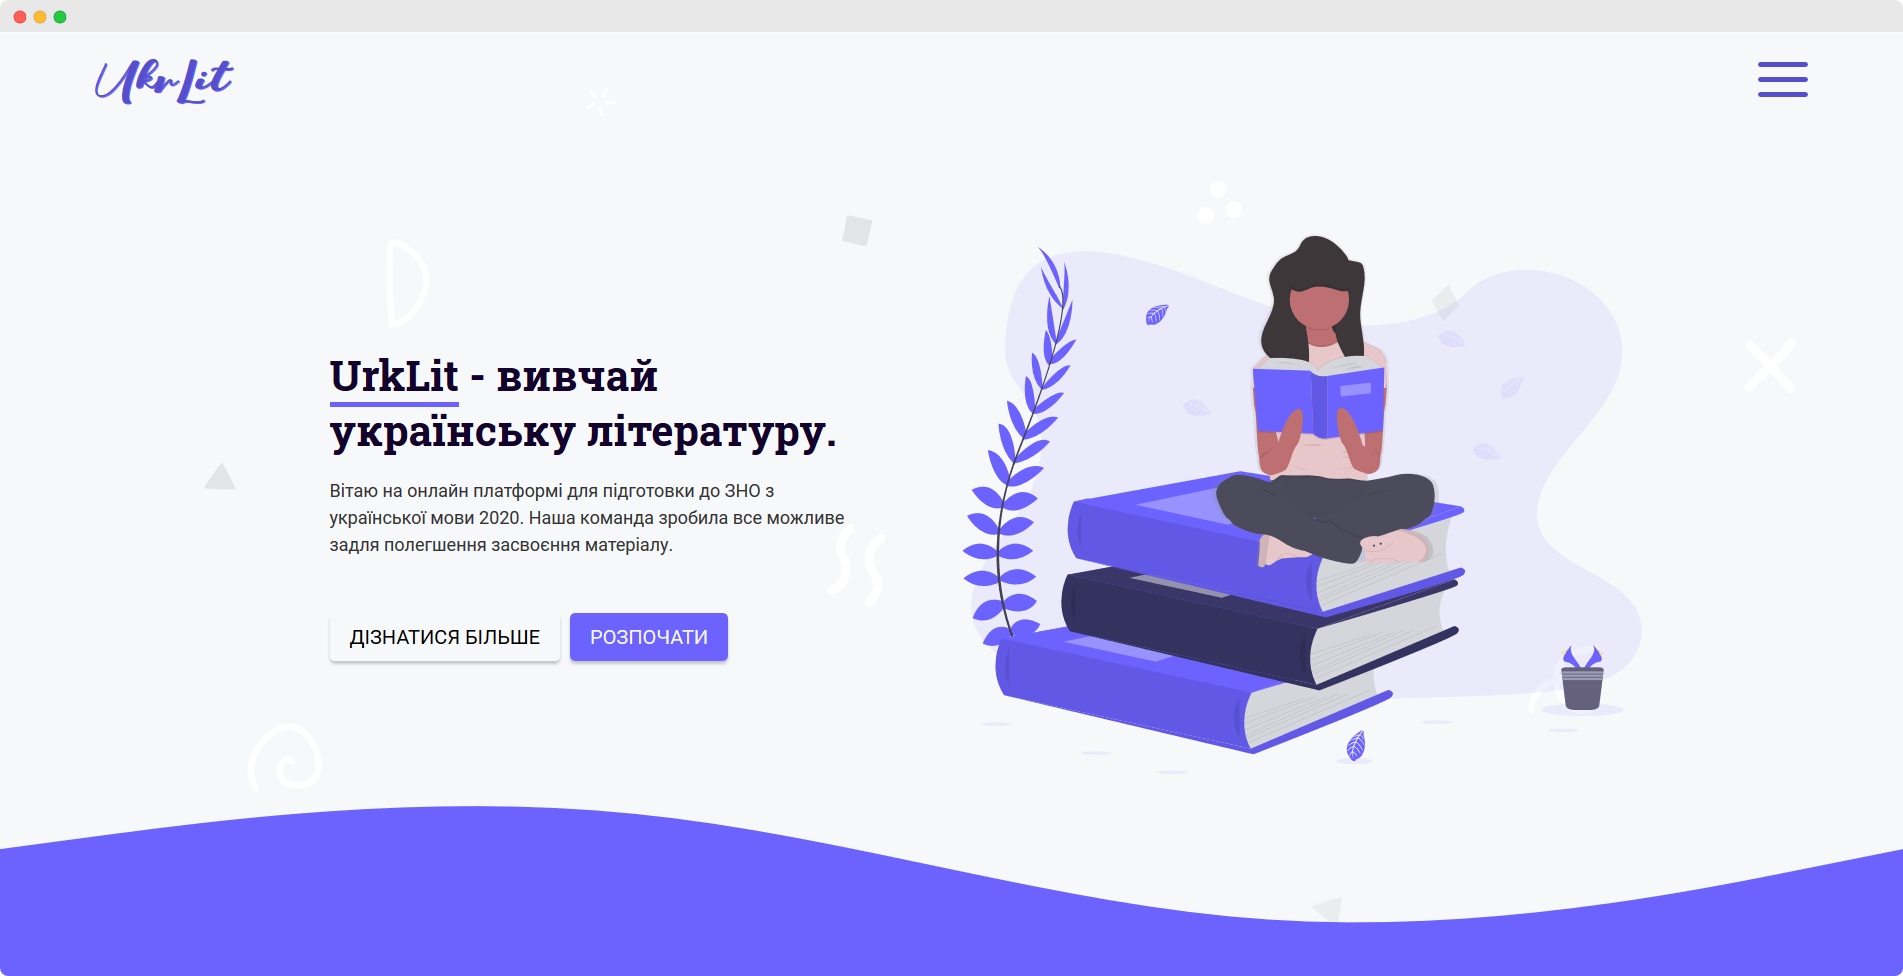 UkrLit
UrkLit - вивчай
українську літературу.
Вітаю на онлайн платформі для підготовки до ЗНО з
української мови 2020. Наша команда зробила все можливе
задля полегшення засвоєння матеріалу.
ДІЗНАТИСЯ БІЛЬШЕ РОЗПОЧАТИ